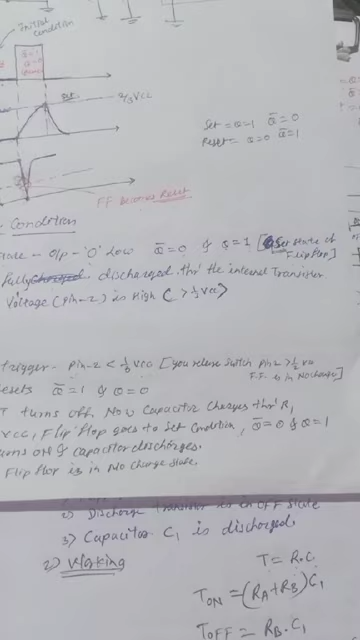 Initial
Condition
2/3 VCC
Set → Q=1 Q̅=0
Reset → Q=0 Q̅=1
FF Becomes Reset
Condition
O/P - '0' Low Q̅=0 & Q=1 [Set state of
Flip flop]
fully discharged thr' the internal Transistor
Voltage (Pin-2) is High (>1/3 VCC)
trigger - Pin-2 < 1/3 VCC [you release switch Pin 2 > 1/3 VCC
F.F. is in No change]
esets Q̅=1 & Q=0
T turns off Now Capacitor Charges thr' R,
VCC, Flip flop goes to Set Condition, Q̅=0 & Q=1
urns ON & capacitor discharges.
Flip flop is in No change state.
2) Discharge is in OFF state
3) Capacitor C1 is discharged.
2) Working
T = R.C
TON = (RA+RB)C1
TOFF = RB.C1